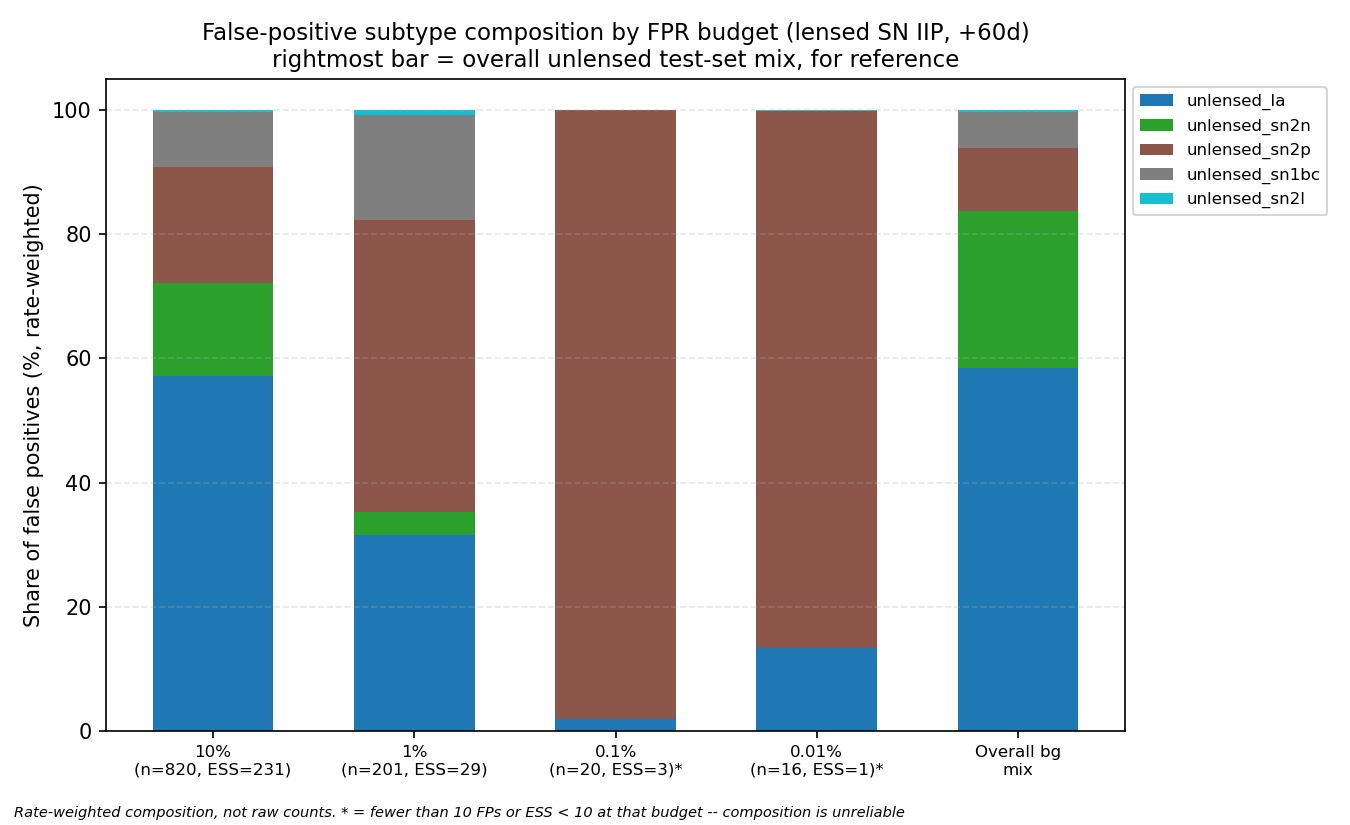 False-positive subtype composition by FPR budget (lensed SN IIP, +60d)
rightmost bar = overall unlensed test-set mix, for reference
Share of false positives (%, rate-weighted)
100
80
60
40
20
0
unlensed_Ia
unlensed_sn2n
unlensed_sn2p
unlensed_sn1bc
unlensed_sn2l
10%
(n=820, ESS=231)
1%
(n=201, ESS=29)
0.1%
(n=20, ESS=3)*
0.01%
(n=16, ESS=1)*
Overall bg
mix
Rate-weighted composition, not raw counts. * = fewer than 10 FPs or ESS < 10 at that budget -- composition is unreliable